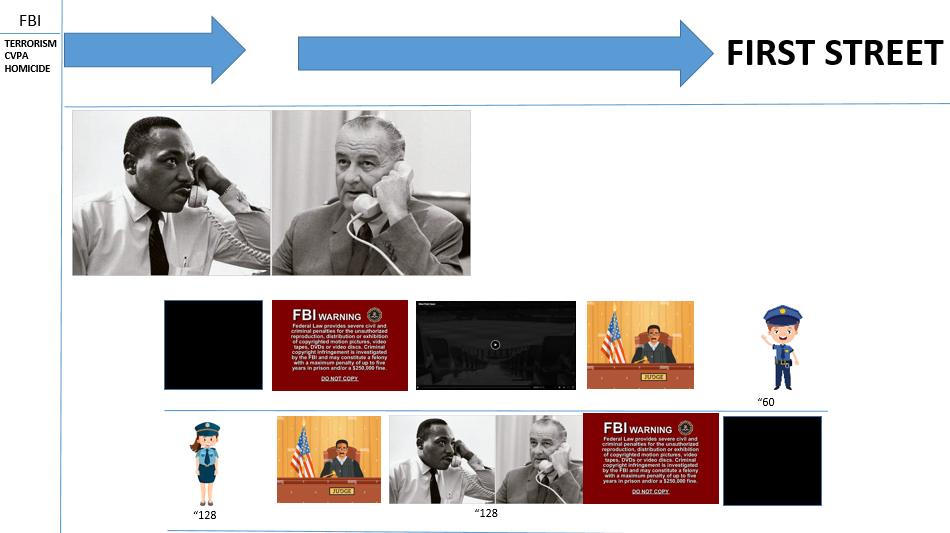 FBI
TERRORISM
CVPA
HOMICIDE
FIRST STREET
FBI WARNING
Federal Law provides severe civil and
criminal penalties for the unauthorized
reproduction, distribution or exhibition
of copyrighted motion pictures, video
tapes, DVDs or video discs. Criminal
copyright infringement is investigated
by the FBI and may constitute a felony
with a maximum penalty of up to five
years in prison and/or a $250,000 fine.
DO NOT COPY
JUDGE
“60
JUDGE
FBI WARNING
Federal Law provides severe civil and
criminal penalties for the unauthorized
reproduction, distribution or exhibition
of copyrighted motion pictures, video
tapes, DVDs or video discs. Criminal
copyright infringement is investigated
by the FBI and may constitute a felony
with a maximum penalty of up to five
years in prison and/or a $250,000 fine.
DO NOT COPY
“128
“128